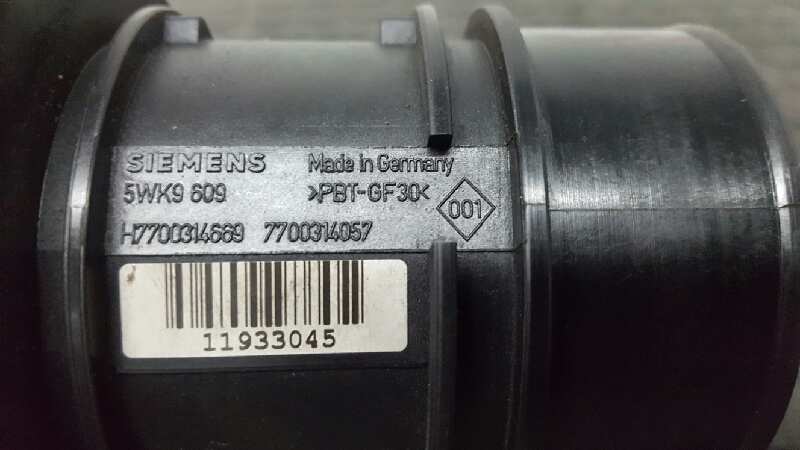 SIEMENS Made in Germany
5WK9 609 >PBT-GF30< 001
H7700314669 7700314057
11933045